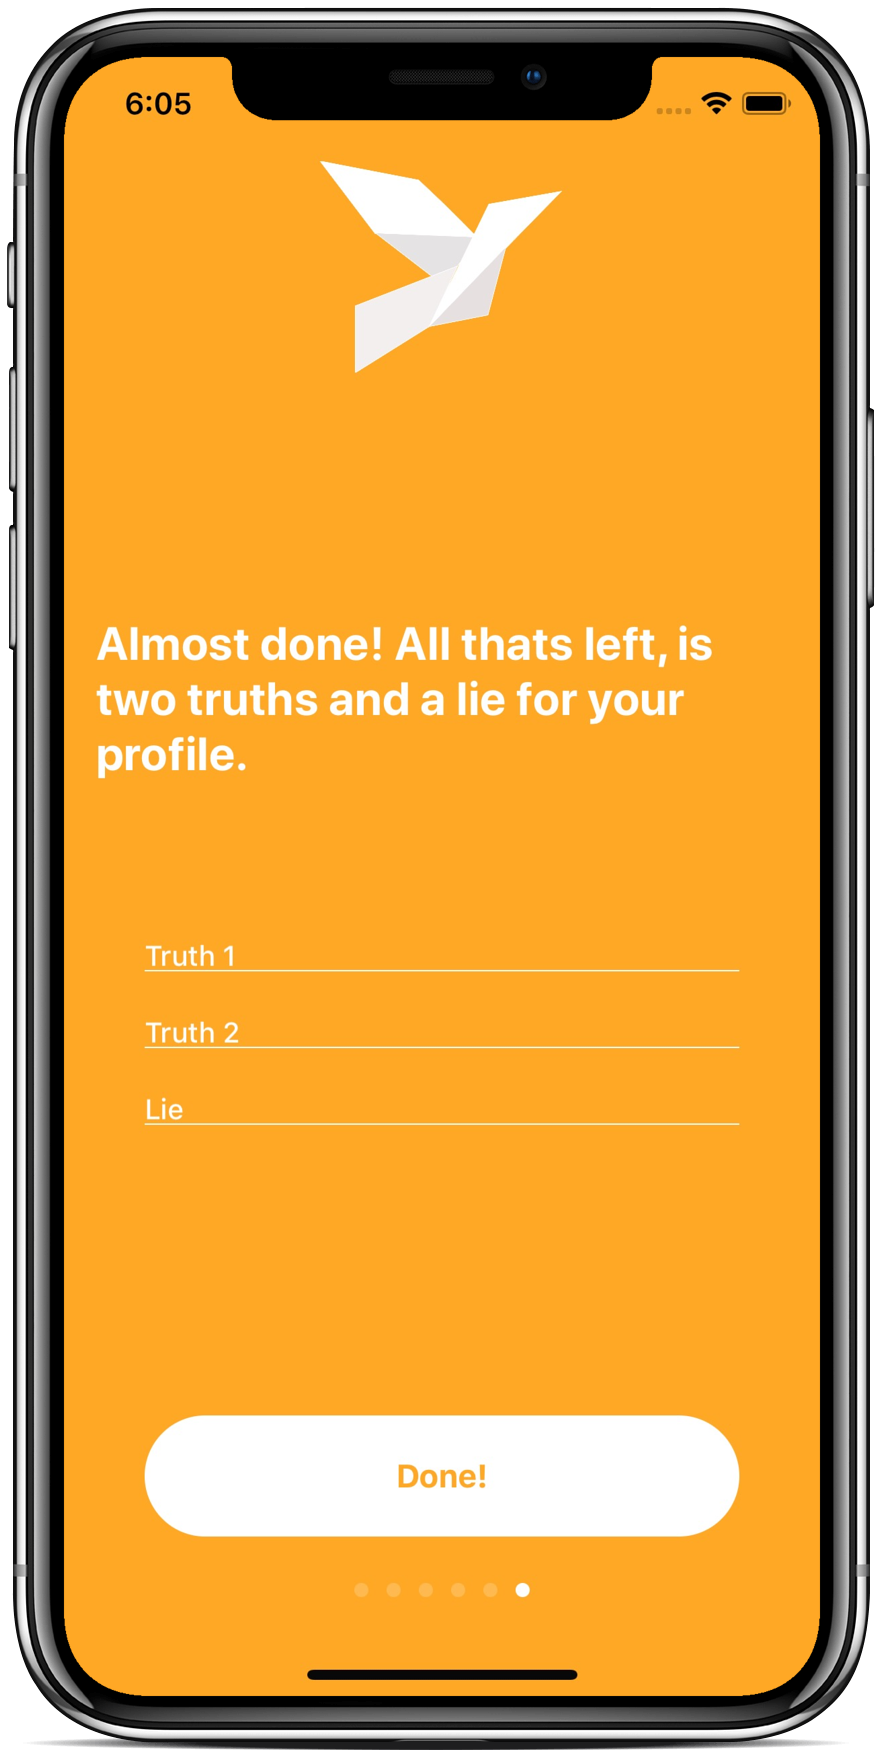 6:05
Almost done! All thats left, is
two truths and a lie for your
profile.
Truth 1
Truth 2
Lie
Done!